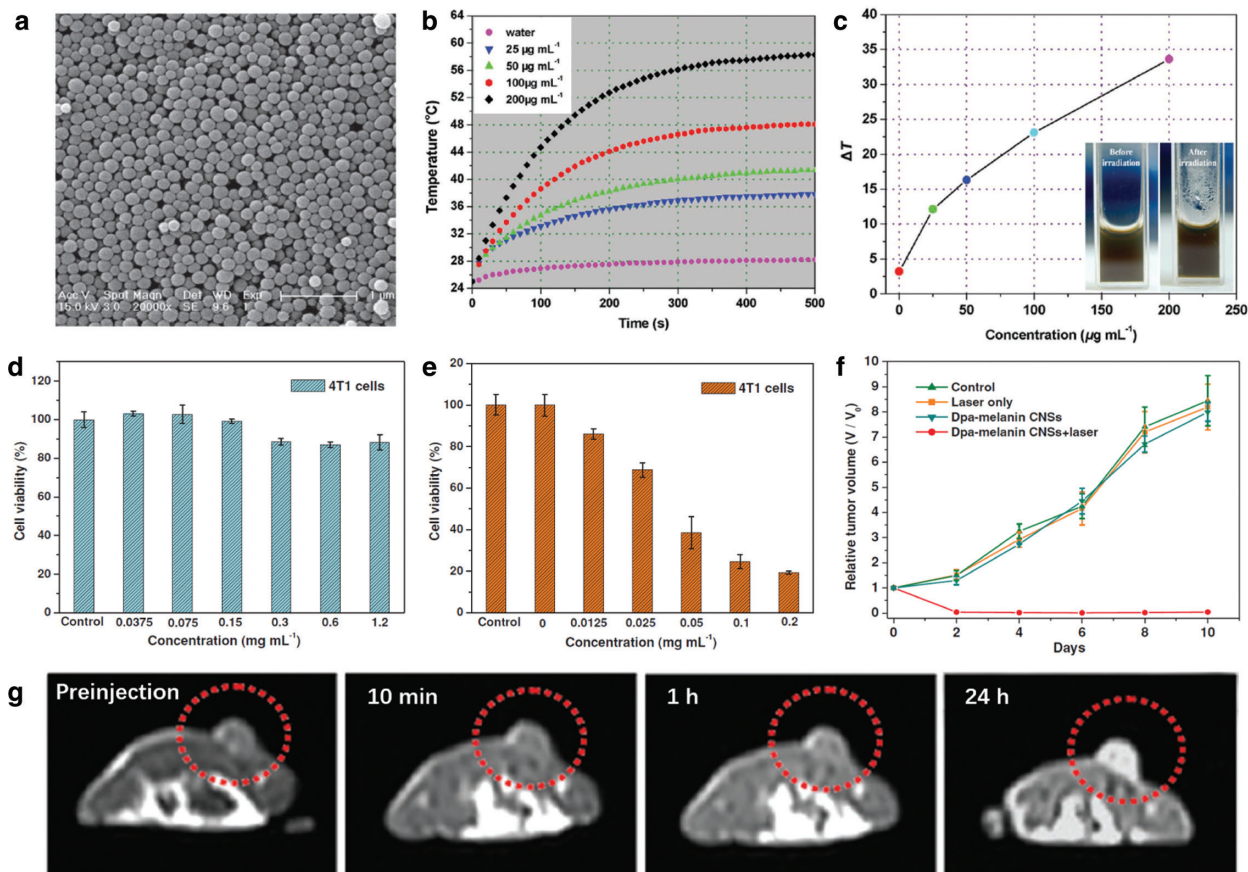 a
Acc.V Spot Magn Det WD Exp
15.0 kV 3.0 20000x SE 9.6 1
1 µm
b
water
25 µg mL⁻¹
50 µg mL⁻¹
100µg mL⁻¹
200µg mL⁻¹
Temperature (°C)
60
56
52
48
44
40
36
32
28
24
0 100 200 300 400 500
Time (s)
c
ΔT
40
35
30
25
20
15
10
5
0
Before irradiation
After irradiation
0 50 100 150 200 250
Concentration (µg mL⁻¹)
d
4T1 cells
Cell viability (%)
120
100
80
60
40
20
0
Control 0.0375 0.075 0.15 0.3 0.6 1.2
Concentration (mg mL⁻¹)
e
4T1 cells
Cell viability (%)
20
100
80
60
40
20
0
Control 0 0.0125 0.025 0.05 0.1 0.2
Concentration (mg mL⁻¹)
f
Control
Laser only
Dpa-melanin CNSs
Dpa-melanin CNSs+laser
Relative tumor volume (V / V₀)
10
9
8
7
6
5
4
3
2
1
0
0 2 4 6 8 10
Days
g
Preinjection
10 min
1 h
24 h